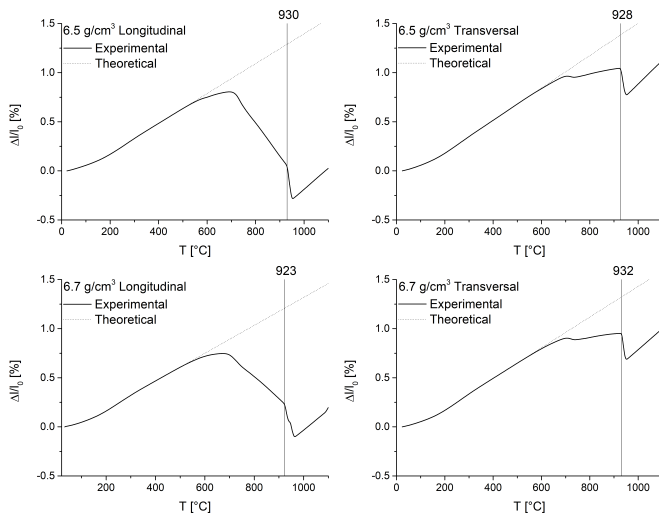 930
6.5 g/cm³ Longitudinal
Experimental
Theoretical
1.5
1.0
0.5
0.0
-0.5
Δl/l₀ [%]
0 200 400 600 800 1000
T [°C]
928
6.5 g/cm³ Transversal
Experimental
Theoretical
1.5
1.0
0.5
0.0
-0.5
Δl/l₀ [%]
0 200 400 600 800 1000
T [°C]
923
6.7 g/cm³ Longitudinal
Experimental
Theoretical
1.5
1.0
0.5
0.0
-0.5
Δl/l₀ [%]
200 400 600 800 1000
T [°C]
932
6.7 g/cm³ Transversal
Experimental
Theoretical
1.5
1.0
0.5
0.0
-0.5
Δl/l₀ [%]
0 200 400 600 800 1000
T [°C]